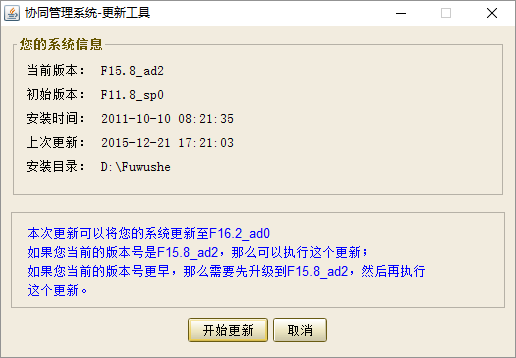 协同管理系统-更新工具
您的系统信息
当前版本： F15.8_ad2
初始版本： F11.8_sp0
安装时间： 2011-10-10 08:21:35
上次更新： 2015-12-21 17:21:03
安装目录： D:\Fuwushe
本次更新可以将您的系统更新至F16.2_ad0
如果您当前的版本号是F15.8_ad2，那么可以执行这个更新；
如果您当前的版本号更早，那么需要先升级到F15.8_ad2，然后再执行
这个更新。
开始更新 取消